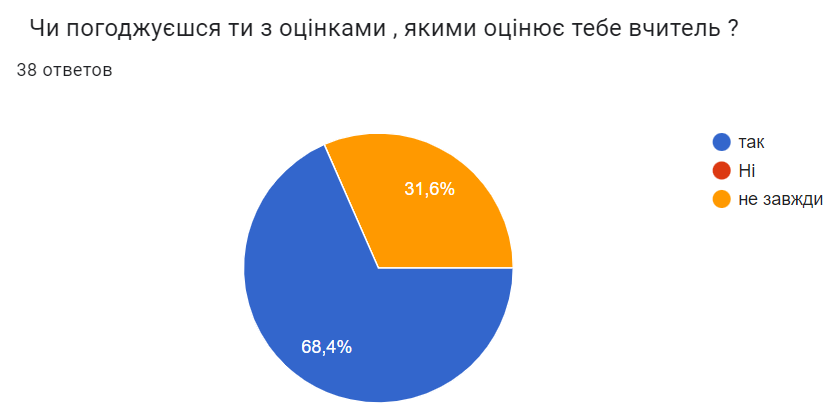 Чи погоджуєшся ти з оцінками , якими оцінює тебе вчитель ?
38 ответов
так
Ні
не завжди
31,6%
68,4%